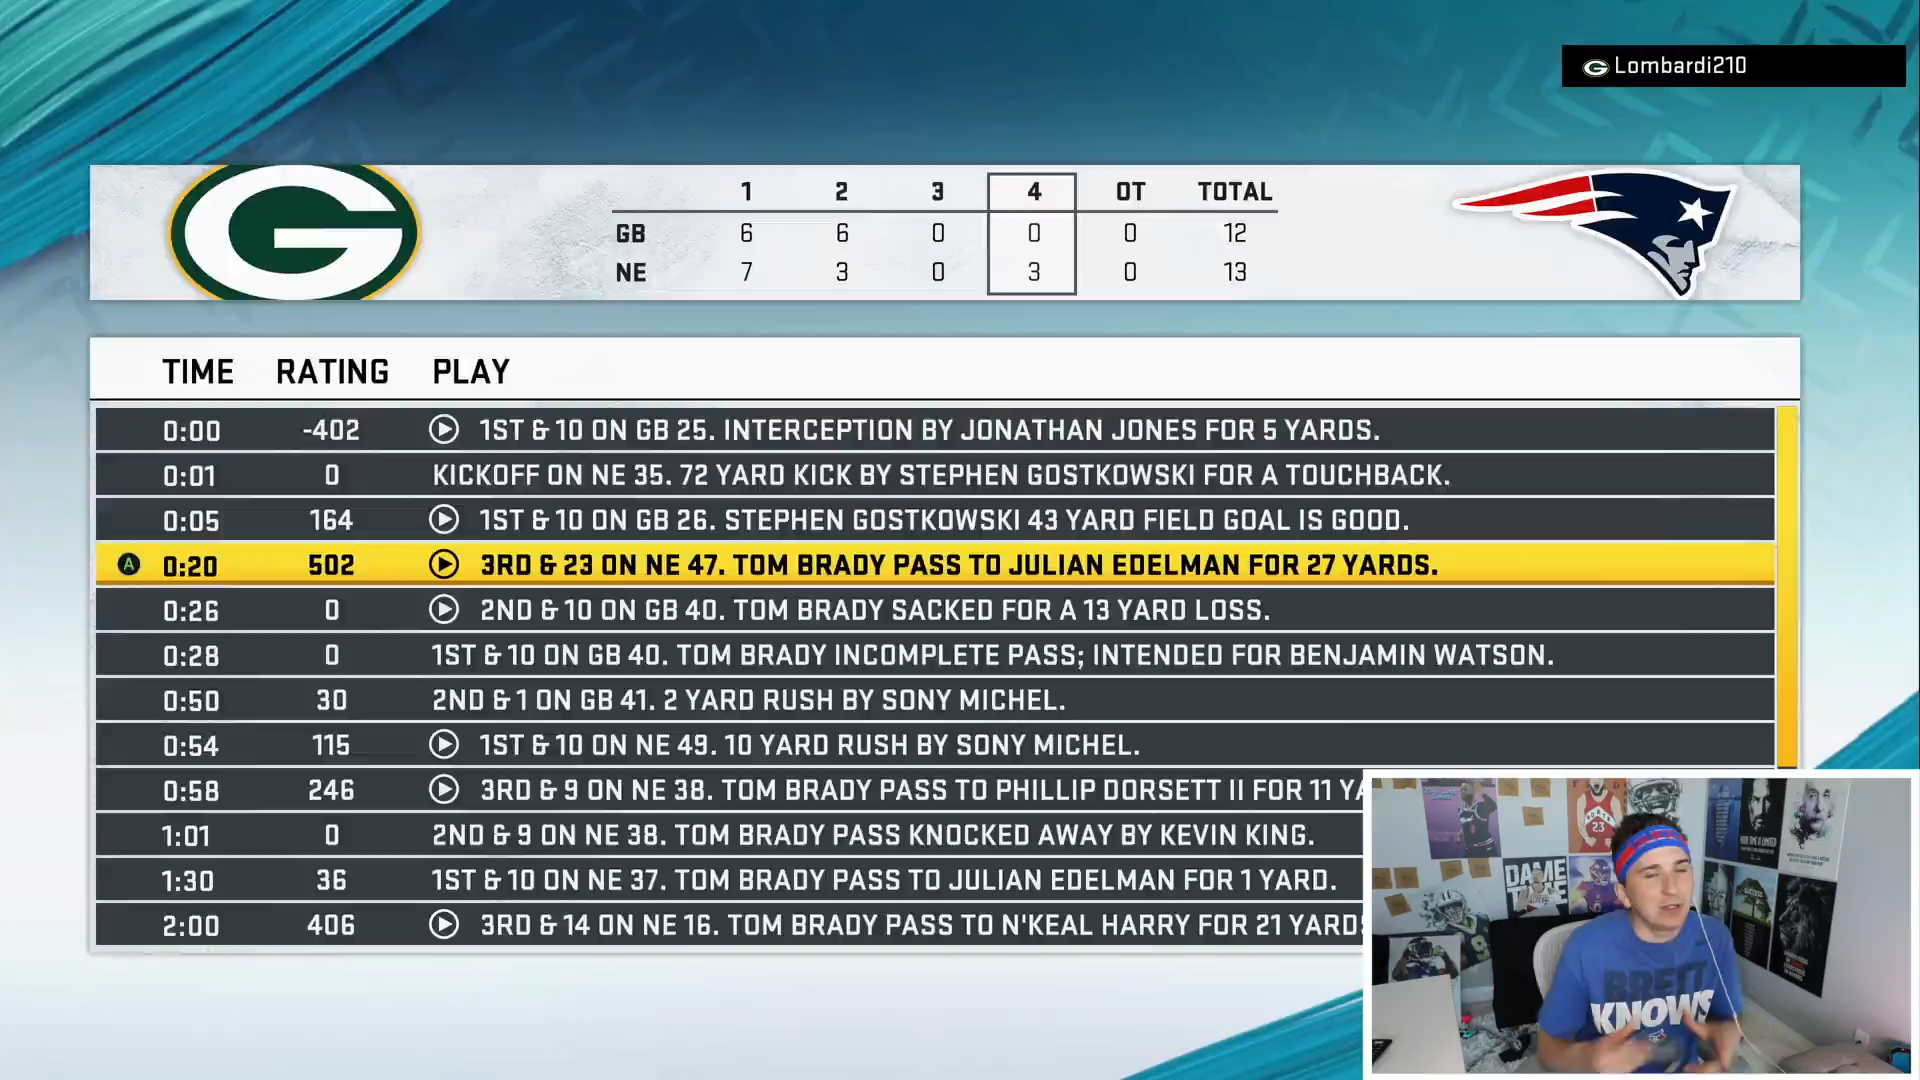 Lombardi210
1 2 3 4 OT TOTAL
GB 6 6 0 0 0 12
NE 7 3 0 3 0 13
TIME RATING PLAY
0:00 -402 1ST & 10 ON GB 25. INTERCEPTION BY JONATHAN JONES FOR 5 YARDS.
0:01 0 KICKOFF ON NE 35. 72 YARD KICK BY STEPHEN GOSTKOWSKI FOR A TOUCHBACK.
0:05 164 1ST & 10 ON GB 26. STEPHEN GOSTKOWSKI 43 YARD FIELD GOAL IS GOOD.
A 0:20 502 3RD & 23 ON NE 47. TOM BRADY PASS TO JULIAN EDELMAN FOR 27 YARDS.
0:26 0 2ND & 10 ON GB 40. TOM BRADY SACKED FOR A 13 YARD LOSS.
0:28 0 1ST & 10 ON GB 40. TOM BRADY INCOMPLETE PASS; INTENDED FOR BENJAMIN WATSON.
0:50 30 2ND & 1 ON GB 41. 2 YARD RUSH BY SONY MICHEL.
0:54 115 1ST & 10 ON NE 49. 10 YARD RUSH BY SONY MICHEL.
0:58 246 3RD & 9 ON NE 38. TOM BRADY PASS TO PHILLIP DORSETT II FOR 11 YA
1:01 0 2ND & 9 ON NE 38. TOM BRADY PASS KNOCKED AWAY BY KEVIN KING.
1:30 36 1ST & 10 ON NE 37. TOM BRADY PASS TO JULIAN EDELMAN FOR 1 YARD.
2:00 406 3RD & 14 ON NE 16. TOM BRADY PASS TO N'KEAL HARRY FOR 21 YARD
23
DAME
TIME
SUCCESS
BRETT
KNOWS